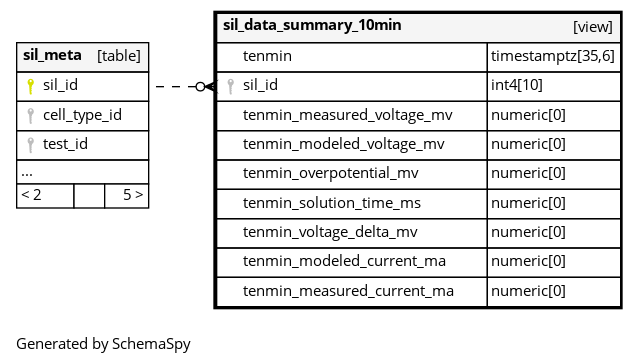 sil_meta [table]
sil_id
cell_type_id
test_id
...
< 2 5 >
sil_data_summary_10min [view]
tenmin timestamptz[35,6]
sil_id int4[10]
tenmin_measured_voltage_mv numeric[0]
tenmin_modeled_voltage_mv numeric[0]
tenmin_overpotential_mv numeric[0]
tenmin_solution_time_ms numeric[0]
tenmin_voltage_delta_mv numeric[0]
tenmin_modeled_current_ma numeric[0]
tenmin_measured_current_ma numeric[0]
Generated by SchemaSpy